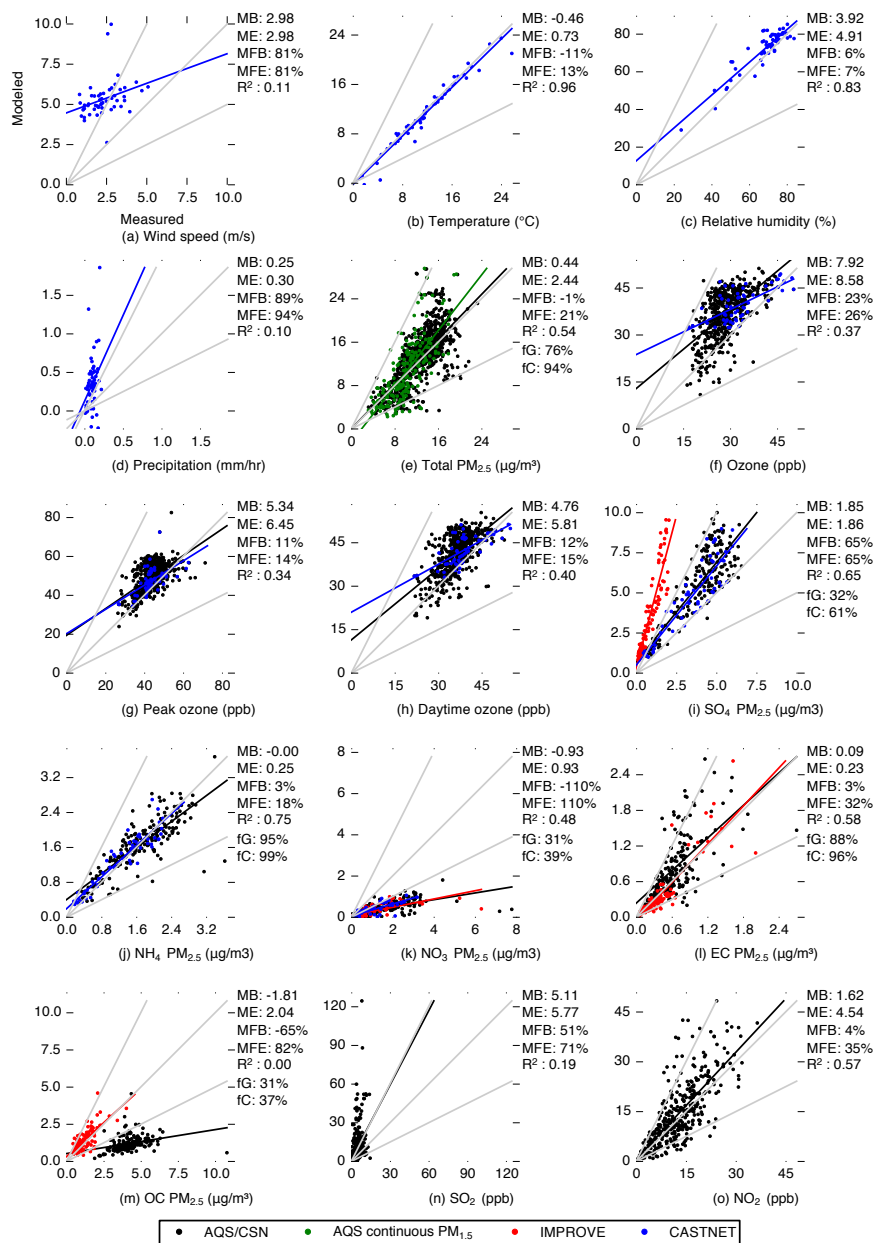 10.0
7.5
5.0
2.5
0.0
Modeled
0.0 2.5 5.0 7.5 10.0
Measured
(a) Wind speed (m/s)
MB: 2.98
ME: 2.98
MFB: 81%
MFE: 81%
R² : 0.11
24
16
8
0
0 8 16 24
(b) Temperature (°C)
MB: -0.46
ME: 0.73
MFB: -11%
MFE: 13%
R² : 0.96
80
60
40
20
0
0 20 40 60 80
(c) Relative humidity (%)
MB: 3.92
ME: 4.91
MFB: 6%
MFE: 7%
R² : 0.83
1.5
1.0
0.5
0.0
0.0 0.5 1.0 1.5
(d) Precipitation (mm/hr)
MB: 0.25
ME: 0.30
MFB: 89%
MFE: 94%
R² : 0.10
24
16
8
0
0 8 16 24
(e) Total PM₂.₅ (µg/m³)
MB: 0.44
ME: 2.44
MFB: -1%
MFE: 21%
R² : 0.54
fG: 76%
fC: 94%
45
30
15
0
0 15 30 45
(f) Ozone (ppb)
MB: 7.92
ME: 8.58
MFB: 23%
MFE: 26%
R² : 0.37
80
60
40
20
0
0 20 40 60 80
(g) Peak ozone (ppb)
MB: 5.34
ME: 6.45
MFB: 11%
MFE: 14%
R² : 0.34
45
30
15
0
0 15 30 45
(h) Daytime ozone (ppb)
MB: 4.76
ME: 5.81
MFB: 12%
MFE: 15%
R² : 0.40
10.0
7.5
5.0
2.5
0.0
0.0 2.5 5.0 7.5 10.0
(i) SO₄ PM₂.₅ (µg/m3)
MB: 1.85
ME: 1.86
MFB: 65%
MFE: 65%
R² : 0.65
fG: 32%
fC: 61%
3.2
2.4
1.6
0.8
0.0
0.0 0.8 1.6 2.4 3.2
(j) NH₄ PM₂.₅ (µg/m3)
MB: -0.00
ME: 0.25
MFB: 3%
MFE: 18%
R² : 0.75
fG: 95%
fC: 99%
8
6
4
2
0
0 2 4 6 8
(k) NO₃ PM₂.₅ (µg/m3)
MB: -0.93
ME: 0.93
MFB: -110%
MFE: 110%
R² : 0.48
fG: 31%
fC: 39%
2.4
1.8
1.2
0.6
0.0
0.0 0.6 1.2 1.8 2.4
(l) EC PM₂.₅ (µg/m³)
MB: 0.09
ME: 0.23
MFB: 3%
MFE: 32%
R² : 0.58
fG: 88%
fC: 96%
10.0
7.5
5.0
2.5
0.0
0.0 2.5 5.0 7.5 10.0
(m) OC PM₂.₅ (µg/m³)
MB: -1.81
ME: 2.04
MFB: -65%
MFE: 82%
R² : 0.00
fG: 31%
fC: 37%
120
90
60
30
0
0 30 60 90 120
(n) SO₂ (ppb)
MB: 5.11
ME: 5.77
MFB: 51%
MFE: 71%
R² : 0.19
45
30
15
0
0 15 30 45
(o) NO₂ (ppb)
MB: 1.62
ME: 4.54
MFB: 4%
MFE: 35%
R² : 0.57
AQS/CSN AQS continuous PM₁.₅ IMPROVE CASTNET